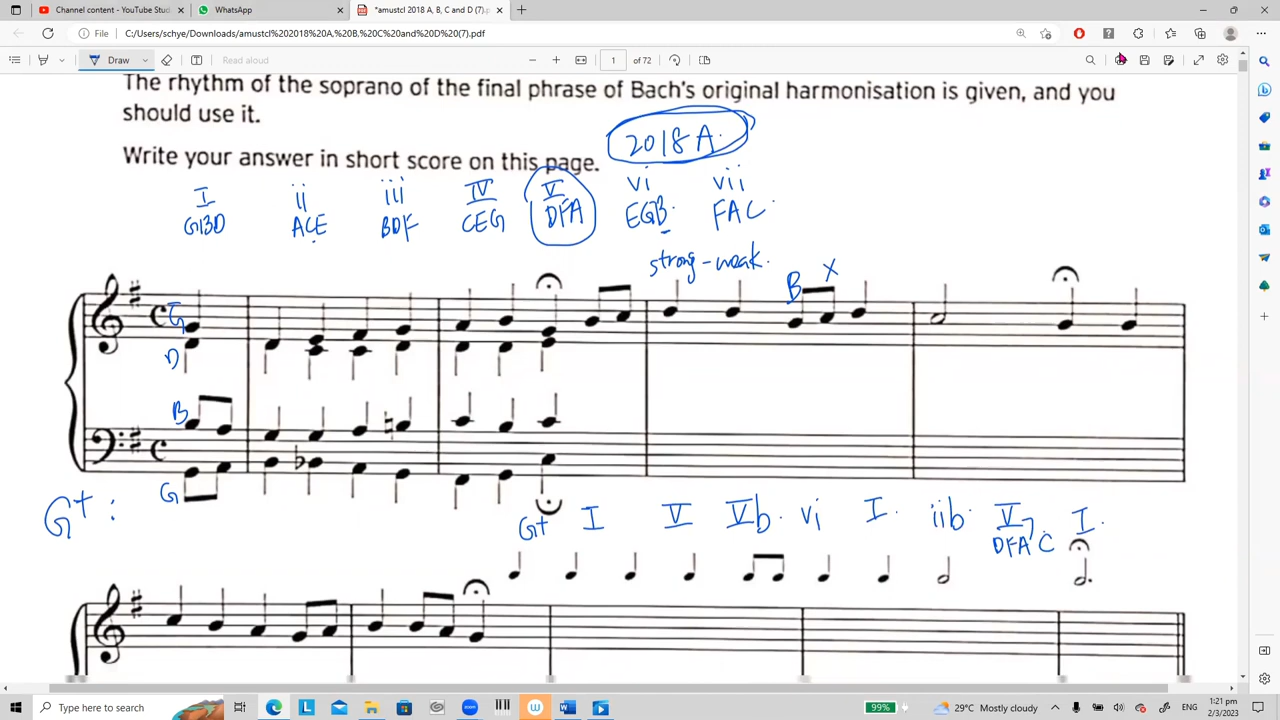 Channel content - YouTube Stu
WhatsApp
*amustcl 2018 A, B, C and D (7).p
File
C:/Users/schye/Downloads/amustcl%202018%20A,%20B,%20C%20and%20D%20(7).pdf
Draw
Read aloud
1
of 72
The rhythm of the soprano of the final phrase of Bach's original harmonisation is given, and you
should use it.
2018 A.
Write your answer in short score on this page.
I ii iii IV V vi vii
GBD ACE BDF CEG DFA EGB FAC
strong-weak.
B X
G
D
B
G
G+ :
G+ I V Vb. vi I. iib. V7 I.
DFA C
Type here to search
99%
29°C Mostly cloudy
1:21 pm
2/3/2023